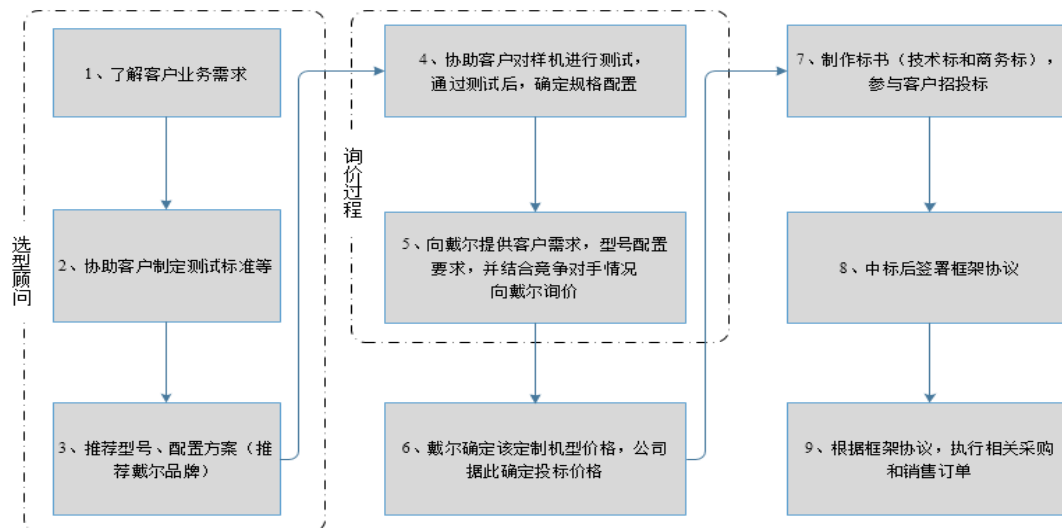 选型顾问
1、了解客户业务需求
2、协助客户制定测试标准等
3、推荐型号、配置方案（推
荐戴尔品牌）
询价过程
4、协助客户对样机进行测试，
通过测试后，确定规格配置
5、向戴尔提供客户需求，型号配置
要求，并结合竞争对手情况
向戴尔询价
6、戴尔确定该定制机型价格，公司
据此确定投标价格
7、制作标书（技术标和商务标），
参与客户招投标
8、中标后签署框架协议
9、根据框架协议，执行相关采购
和销售订单